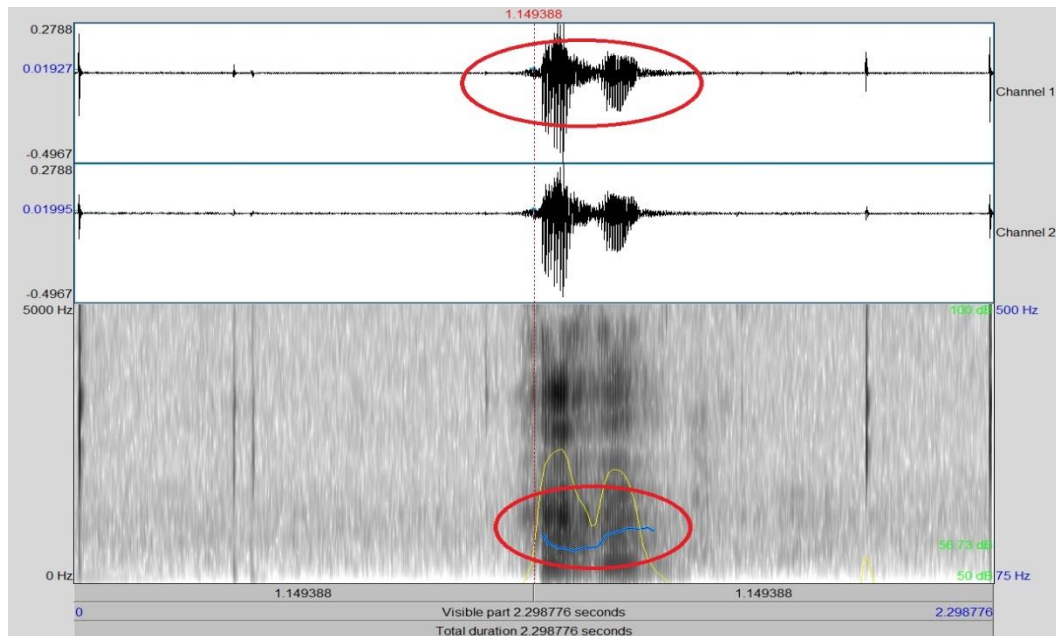 1.149388
0.2788
0.01927
Channel 1
-0.4967
0.2788
0.01995
Channel 2
-0.4967
5000 Hz 100 dB 500 Hz
56.73 dB
0 Hz 50 dB 75 Hz
1.149388 1.149388
0 Visible part 2.298776 seconds 2.298776
Total duration 2.298776 seconds